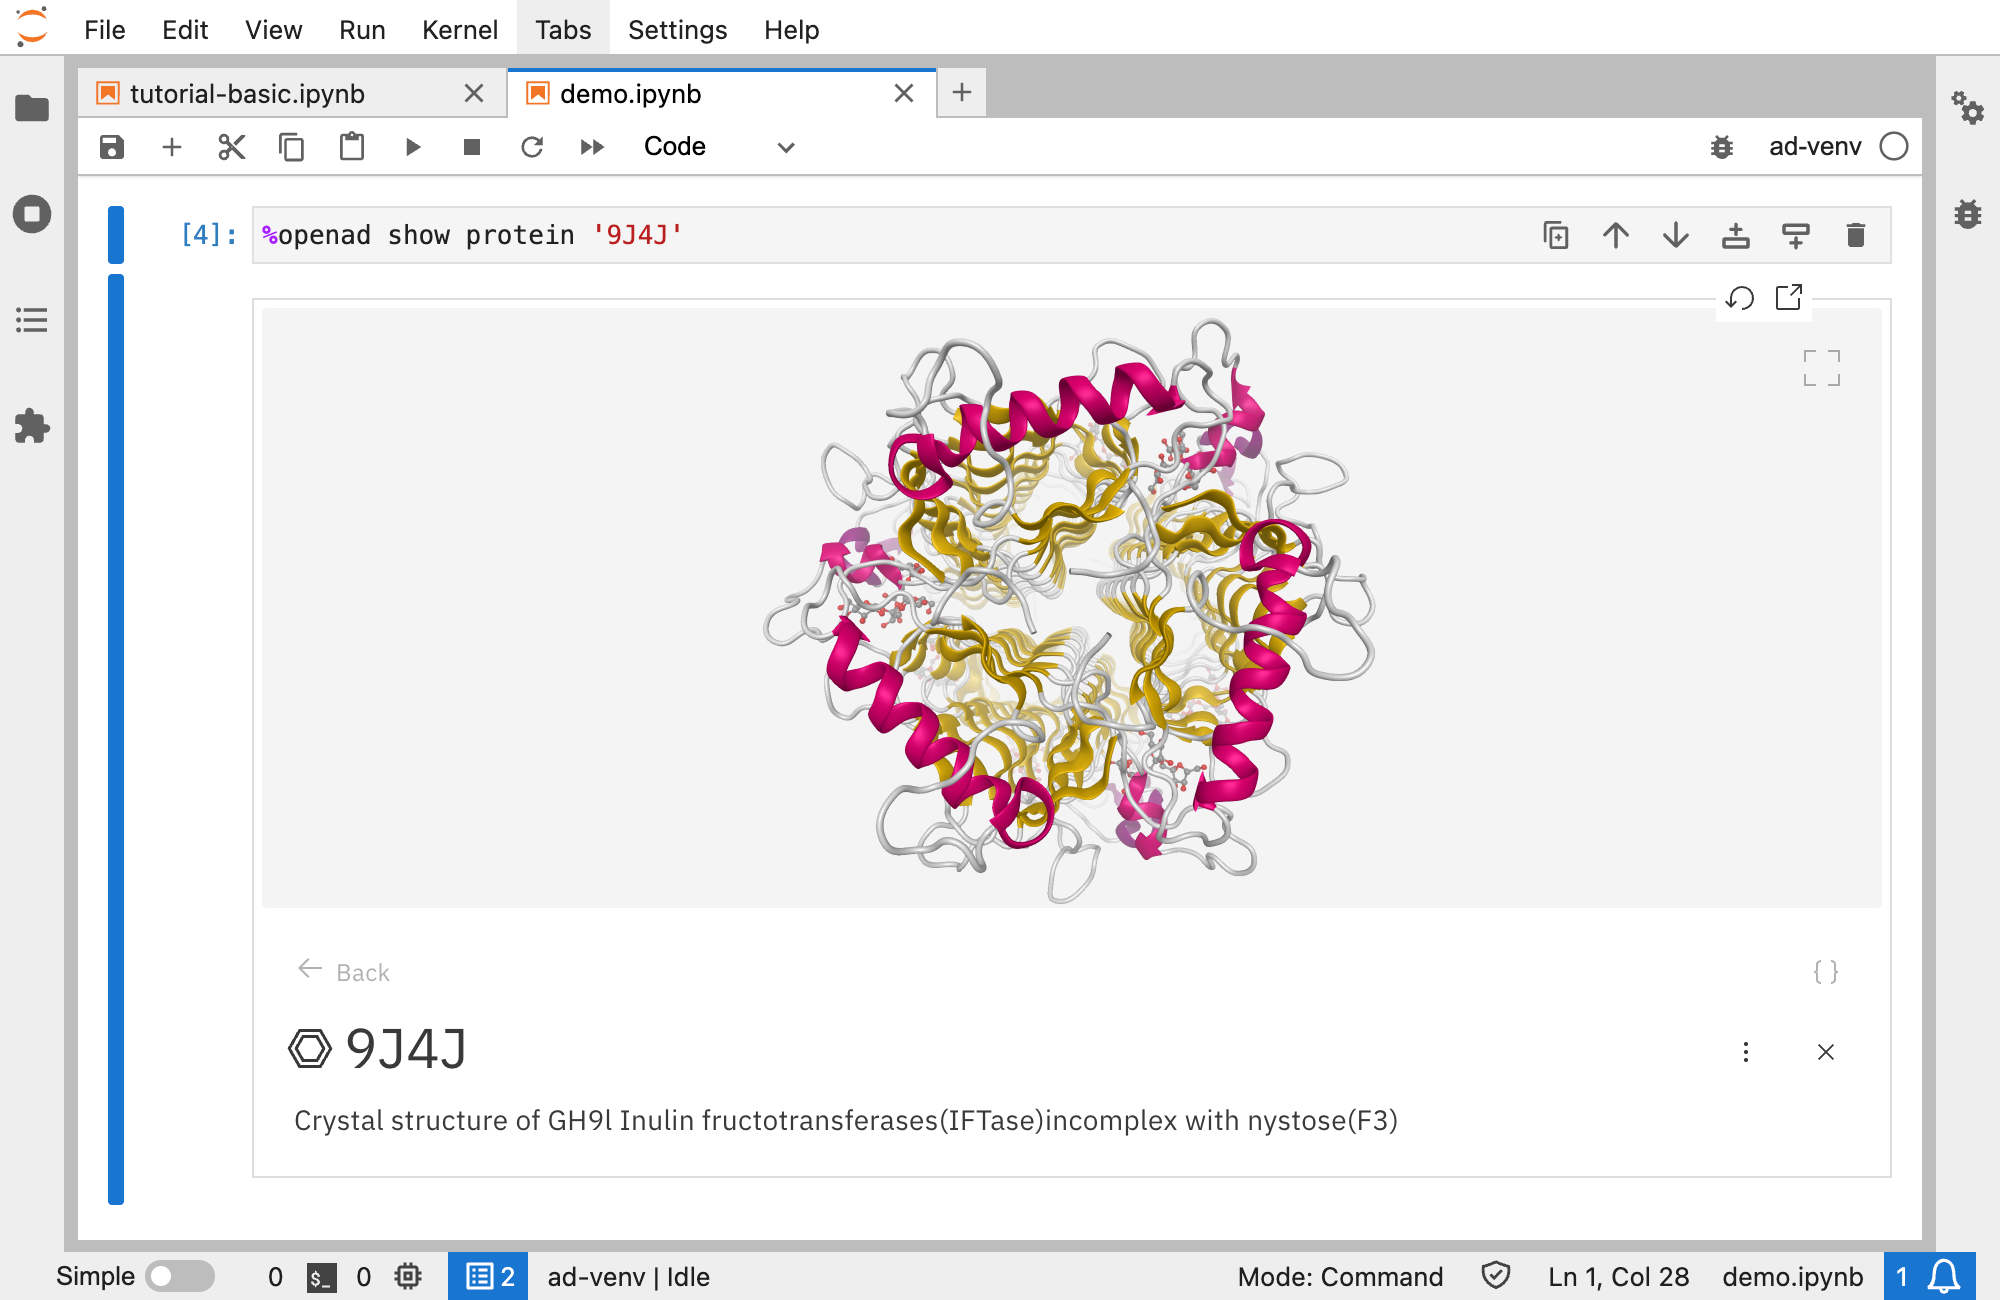 File Edit View Run Kernel Tabs Settings Help
tutorial-basic.ipynb demo.ipynb
Code ad-venv
[4]: %openad show protein '9J4J'
Back { }
9J4J
Crystal structure of GH9l Inulin fructotransferases(IFTase)incomplex with nystose(F3)
Simple 0 $_ 0 2 ad-venv | Idle Mode: Command Ln 1, Col 28 demo.ipynb 1